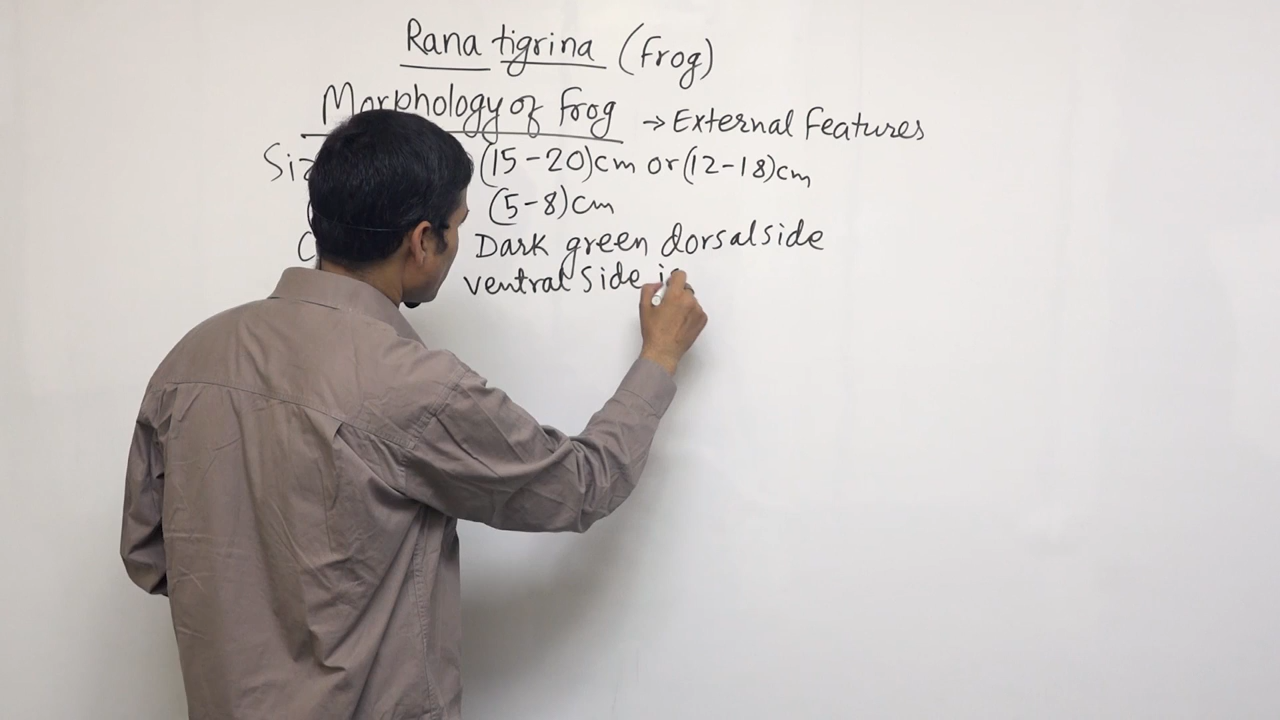 Rana tigrina (Frog)
Morphology of Frog → External Features
(15-20)cm or (12-18)cm
(5-8)cm
Dark green dorsal side
ventral side